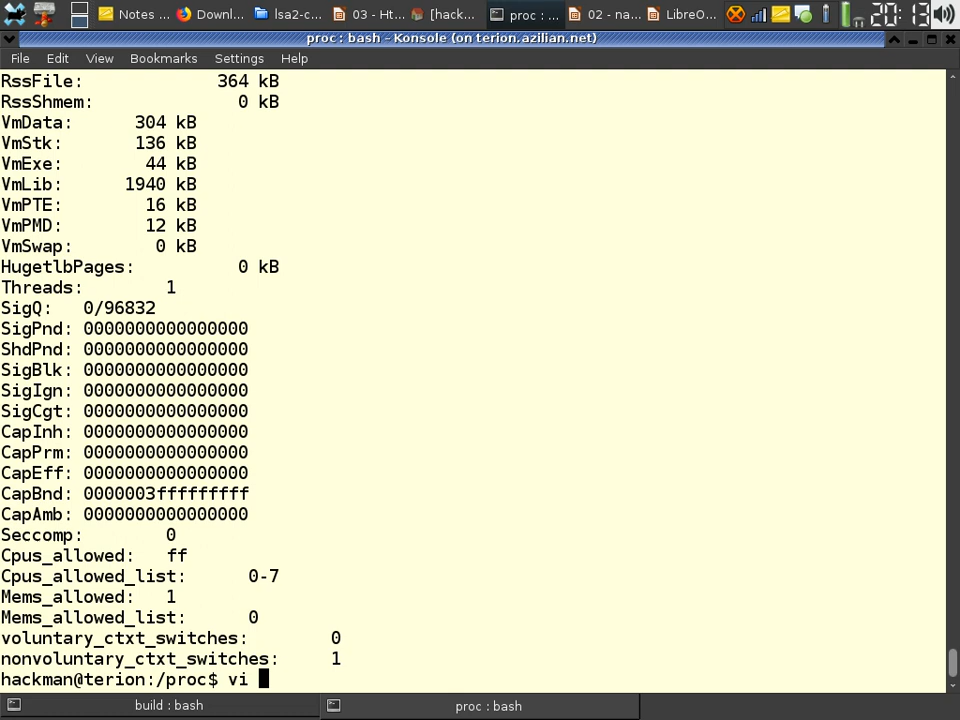 Notes ... Downl... lsa2-c... 03 - Ht... [hack... proc : ... 02 - na... LibreO... 20:13
proc : bash - Konsole (on terion.azilian.net)
File Edit View Bookmarks Settings Help
RssFile: 364 kB
RssShmem: 0 kB
VmData: 304 kB
VmStk: 136 kB
VmExe: 44 kB
VmLib: 1940 kB
VmPTE: 16 kB
VmPMD: 12 kB
VmSwap: 0 kB
HugetlbPages: 0 kB
Threads: 1
SigQ: 0/96832
SigPnd: 0000000000000000
ShdPnd: 0000000000000000
SigBlk: 0000000000000000
SigIgn: 0000000000000000
SigCgt: 0000000000000000
CapInh: 0000000000000000
CapPrm: 0000000000000000
CapEff: 0000000000000000
CapBnd: 0000003fffffffff
CapAmb: 0000000000000000
Seccomp: 0
Cpus_allowed: ff
Cpus_allowed_list: 0-7
Mems_allowed: 1
Mems_allowed_list: 0
voluntary_ctxt_switches: 0
nonvoluntary_ctxt_switches: 1
hackman@terion:/proc$ vi
build : bash proc : bash